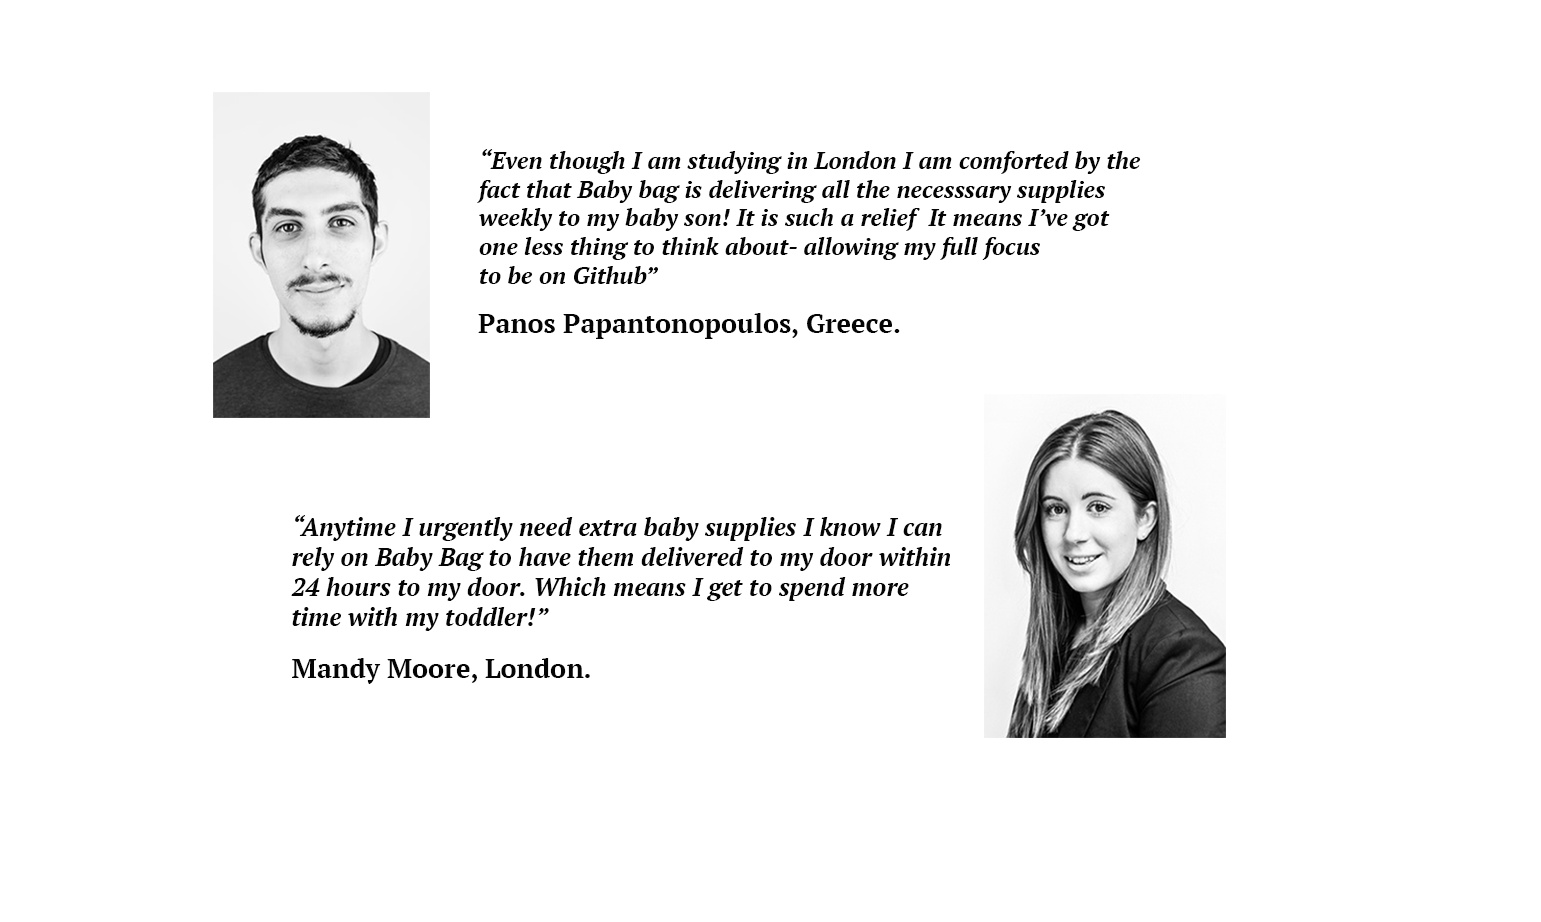 “Even though I am studying in London I am comforted by the
fact that Baby bag is delivering all the necesssary supplies
weekly to my baby son! It is such a relief  It means I’ve got
one less thing to think about- allowing my full focus
to be on Github”
Panos Papantonopoulos, Greece.
“Anytime I urgently need extra baby supplies I know I can
rely on Baby Bag to have them delivered to my door within
24 hours to my door. Which means I get to spend more
time with my toddler!”
Mandy Moore, London.